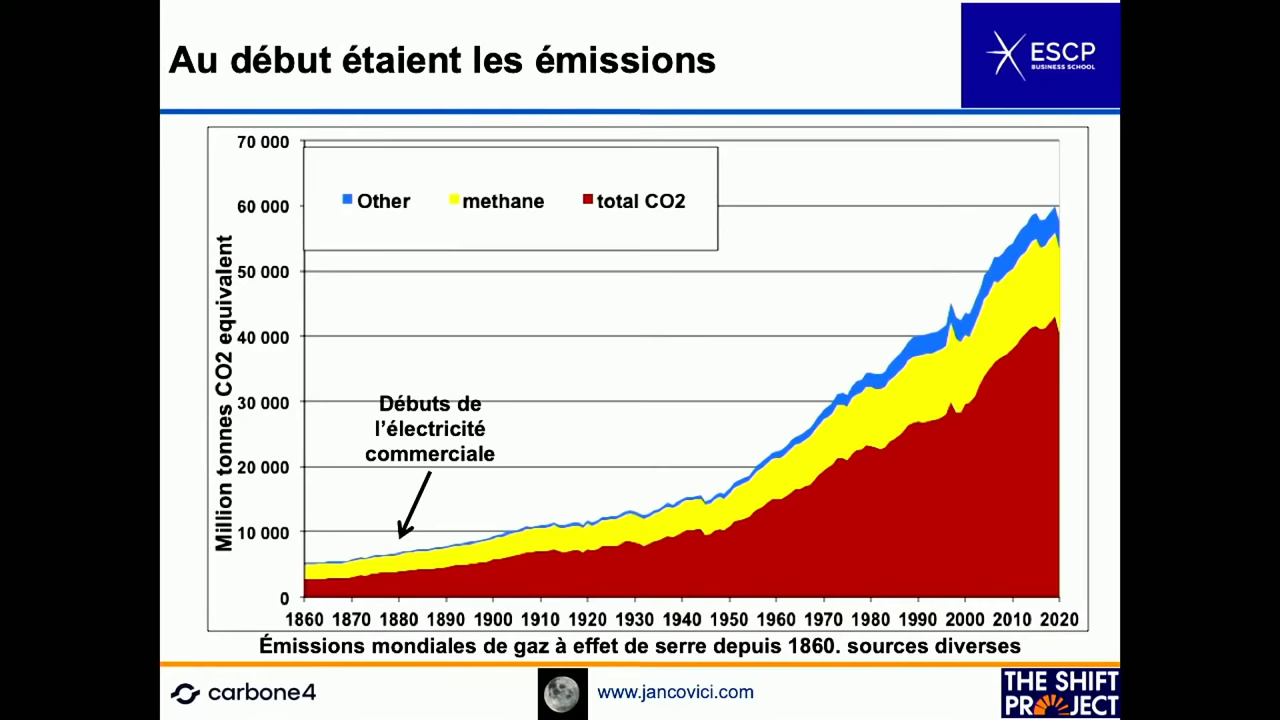 Au début étaient les émissions
ESCP
BUSINESS SCHOOL
70 000
60 000
50 000
40 000
30 000
20 000
10 000
0
Million tonnes CO2 equivalent
Other methane total CO2
Débuts de
l’électricité
commerciale
1860 1870 1880 1890 1900 1910 1920 1930 1940 1950 1960 1970 1980 1990 2000 2010 2020
Émissions mondiales de gaz à effet de serre depuis 1860. sources diverses
carbone4
www.jancovici.com
THE SHIFT
PROJECT